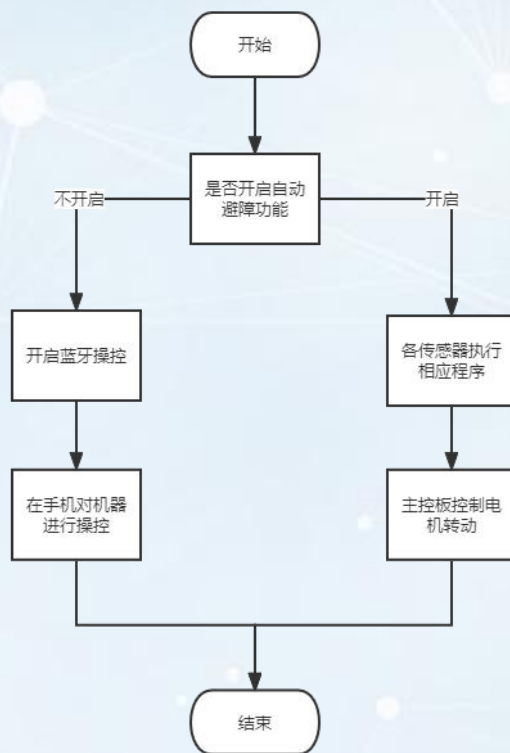 开始
是否开启自动
避障功能
不开启
开启
开启蓝牙操控
各传感器执行
相应程序
在手机对机器
进行操控
主控板控制电
机转动
结束